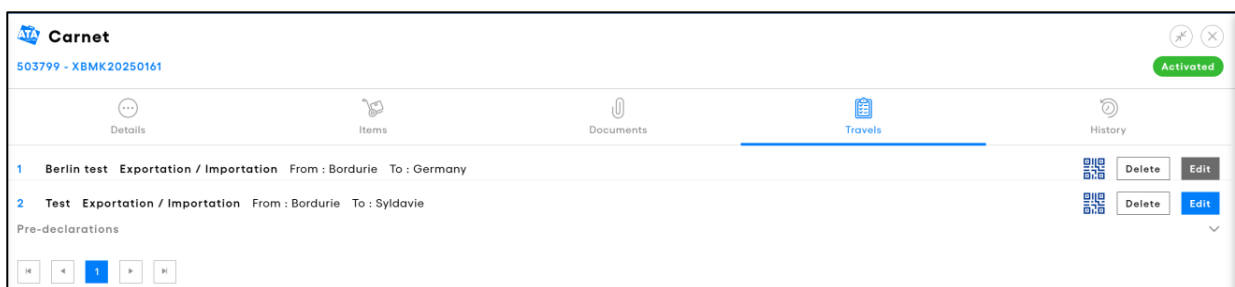 ATA Carnet
503799 - XBMK20250161
Activated
Details Items Documents Travels History
1 Berlin test Exportation / Importation From : Bordurie To : Germany Delete Edit
2 Test Exportation / Importation From : Bordurie To : Syldavie Delete Edit
Pre-declarations
1